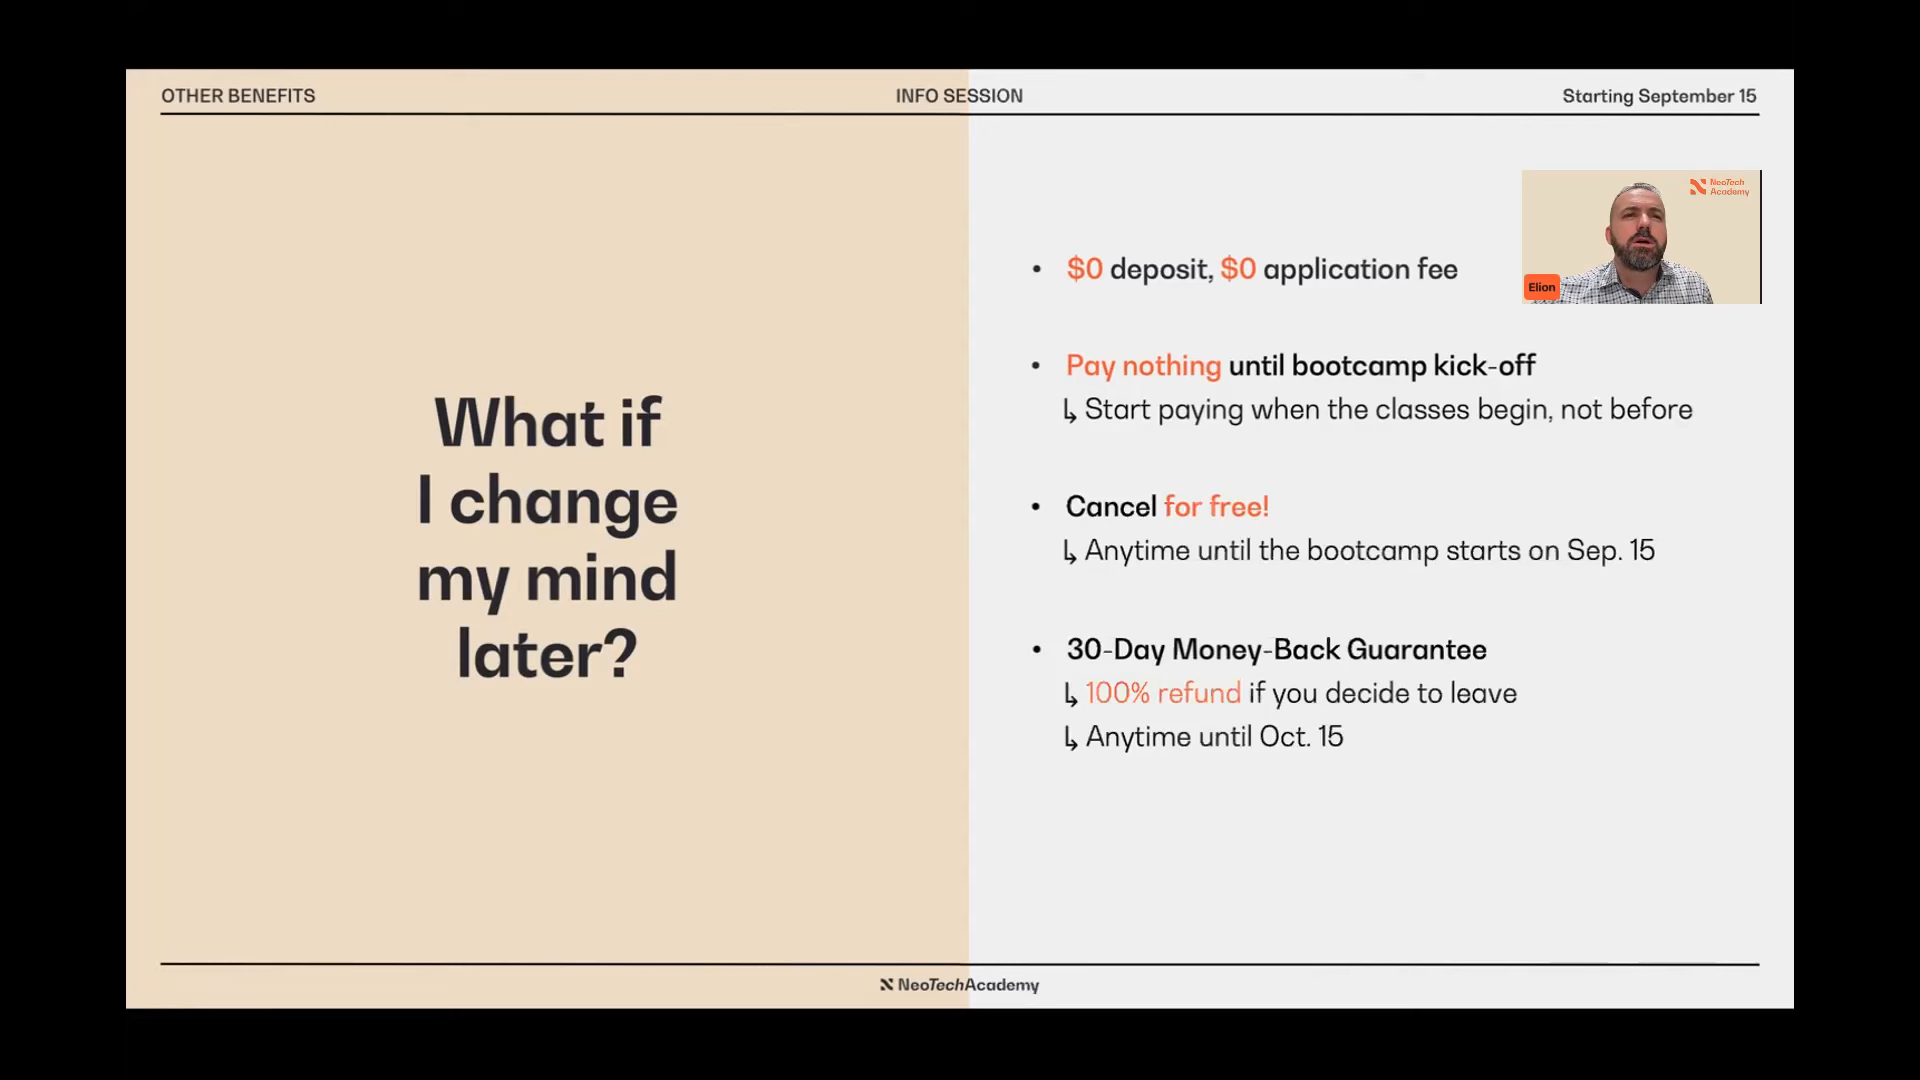 OTHER BENEFITS
INFO SESSION
Starting September 15
What if
I change
my mind
later?
NeoTech
Academy
Elion
• $0 deposit, $0 application fee
• Pay nothing until bootcamp kick-off
↳ Start paying when the classes begin, not before
• Cancel for free!
↳ Anytime until the bootcamp starts on Sep. 15
• 30-Day Money-Back Guarantee
↳ 100% refund if you decide to leave
↳ Anytime until Oct. 15
NeoTechAcademy